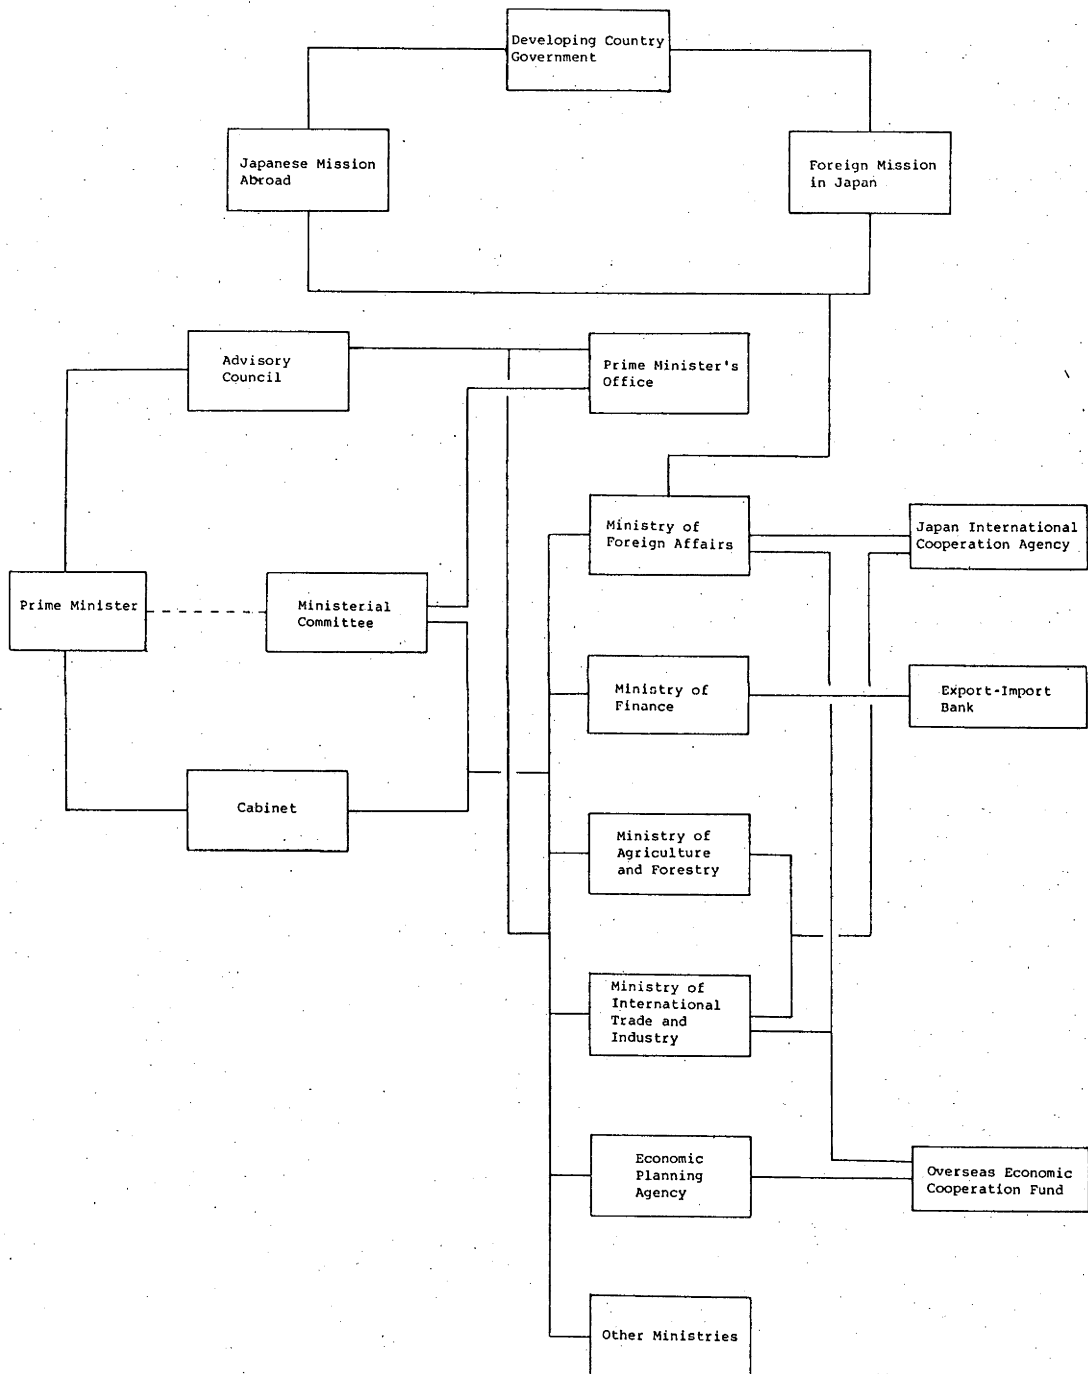 Developing Country
Government
Japanese Mission
Abroad
Foreign Mission
in Japan
Advisory
Council
Prime Minister's
Office
Ministry of
Foreign Affairs
Japan International
Cooperation Agency
Prime Minister
Ministerial
Committee
Ministry of
Finance
Export-Import
Bank
Cabinet
Ministry of
Agriculture
and Forestry
Ministry of
International
Trade and
Industry
Economic
Planning
Agency
Overseas Economic
Cooperation Fund
Other Ministries